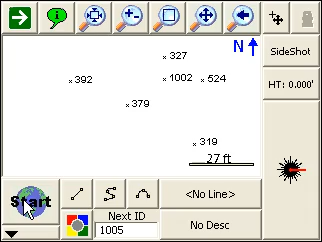 327
N
SideShot
392
1002
524
HT: 0.000'
379
319
27 ft
Start
<No Line>
Next ID
1005
No Desc